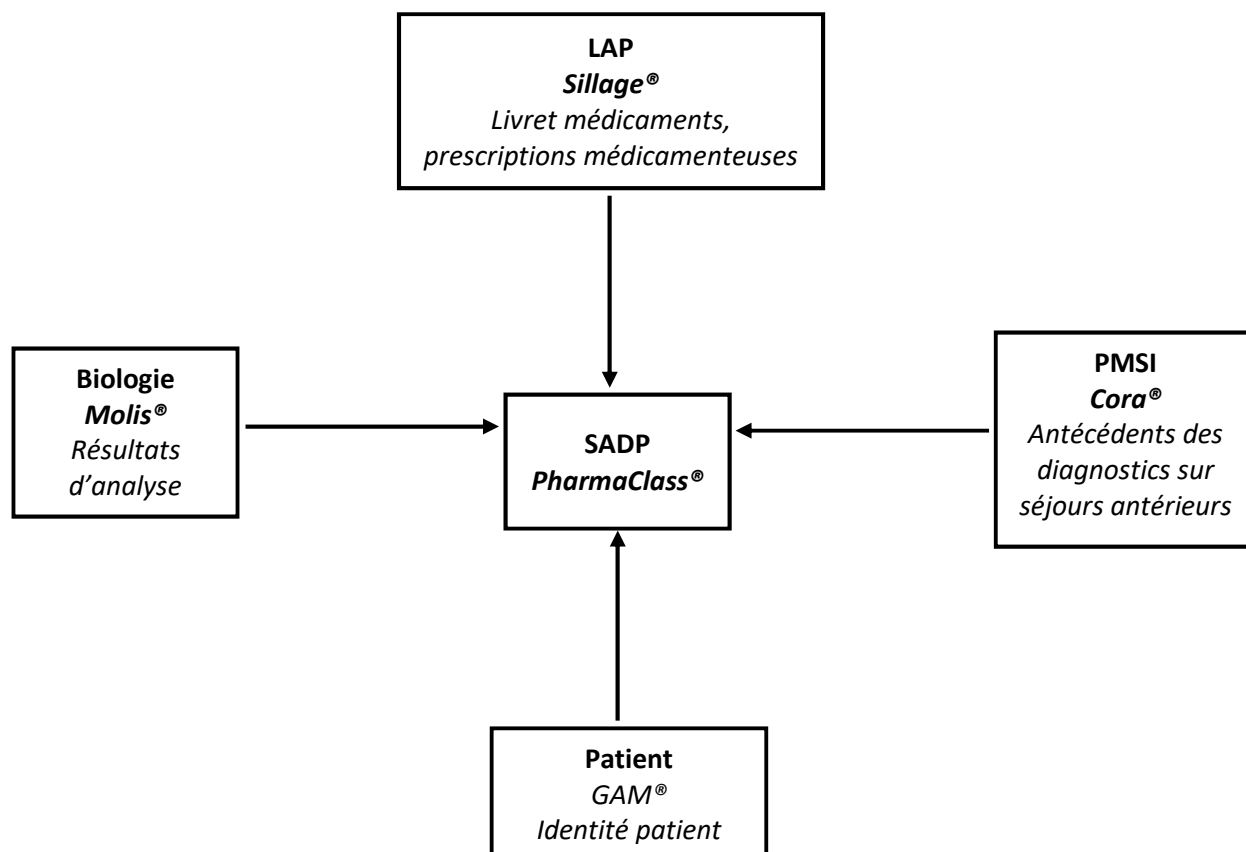 LAP
Sillage®
Livret médicaments,
prescriptions médicamenteuses
Biologie
Molis®
Résultats
d’analyse
SADP
PharmaClass®
PMSI
Cora®
Antécédents des
diagnostics sur
séjours antérieurs
Patient
GAM®
Identité patient